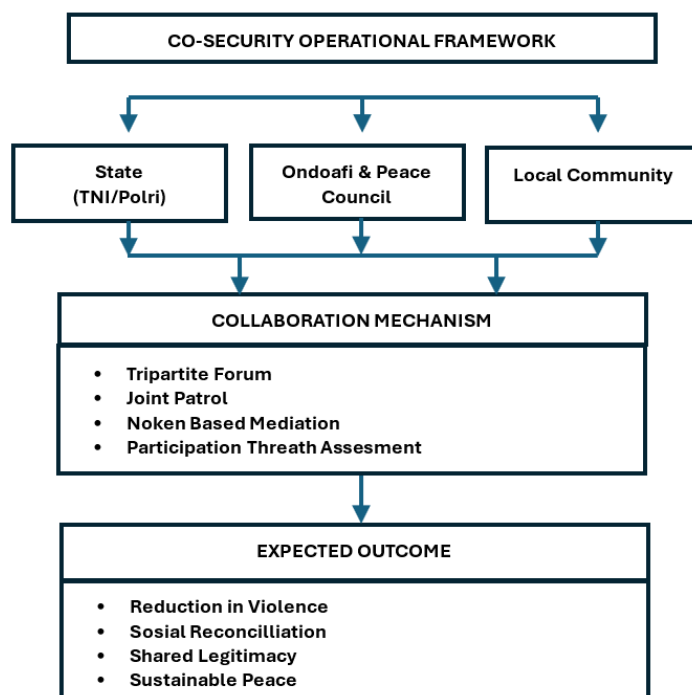 CO-SECURITY OPERATIONAL FRAMEWORK
State
(TNI/Polri)
Ondoafi & Peace
Council
Local Community
COLLABORATION MECHANISM
• Tripartite Forum
• Joint Patrol
• Noken Based Mediation
• Participation Threath Assesment
EXPECTED OUTCOME
• Reduction in Violence
• Sosial Reconcilliation
• Shared Legitimacy
• Sustainable Peace